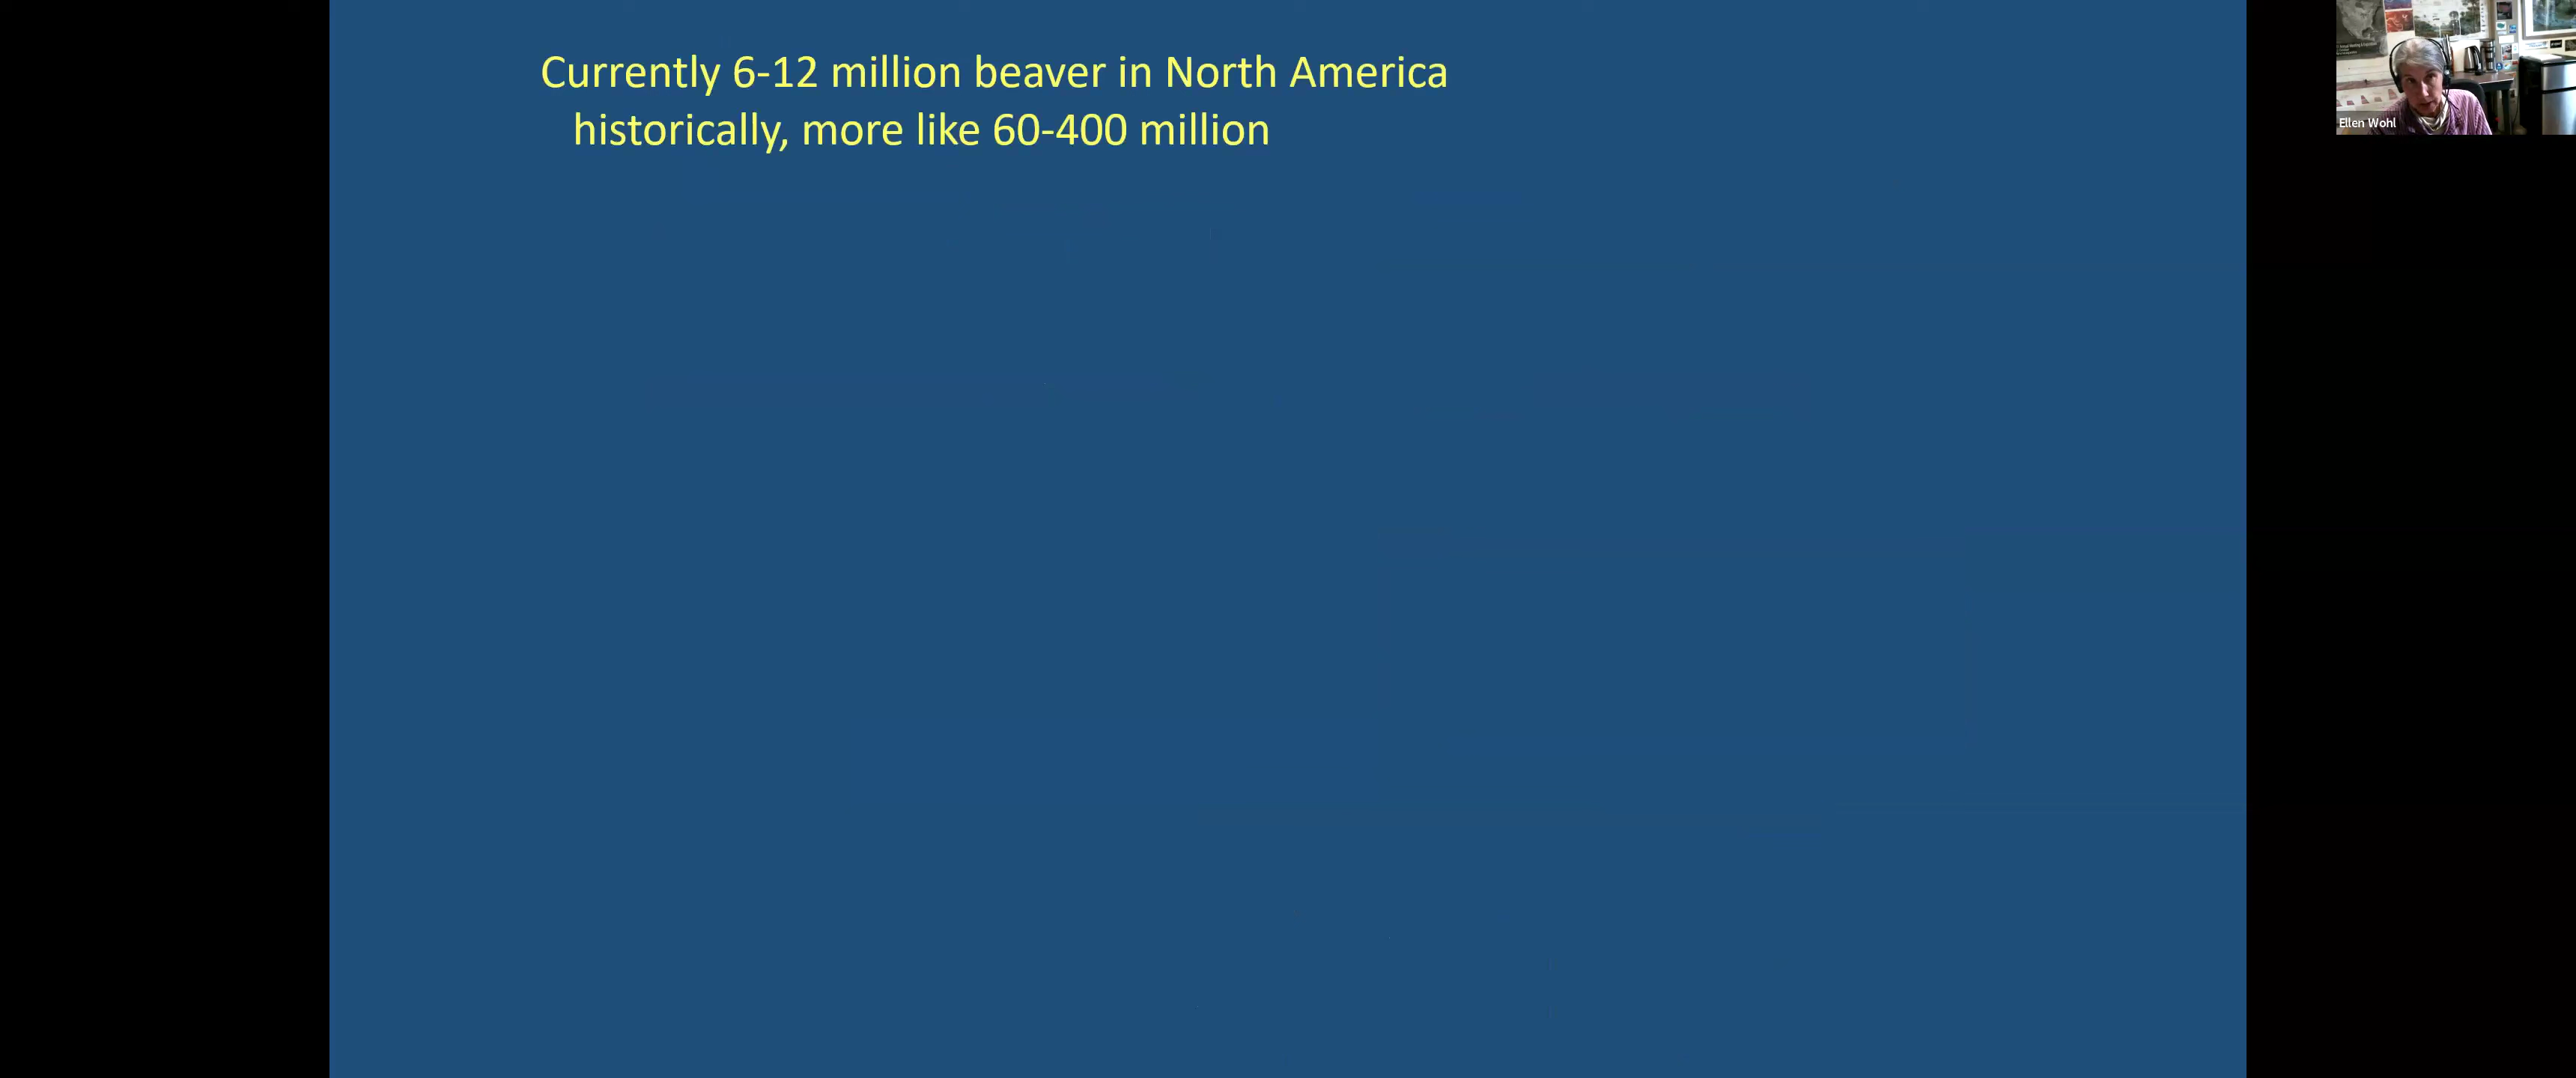 Currently 6-12 million beaver in North America
historically, more like 60-400 million
Ellen Wohl